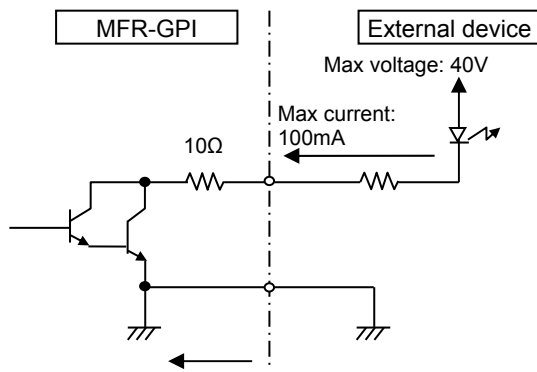 MFR-GPI
External device
Max voltage: 40V
Max current:
100mA
10Ω